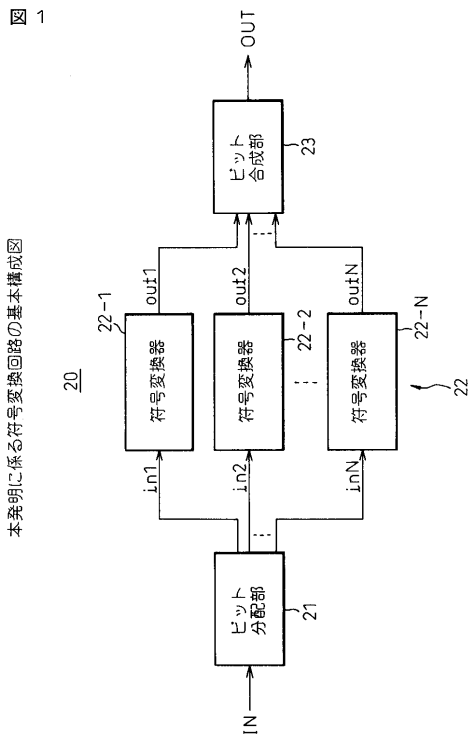 図 1
本発明に係る符号変換回路の基本構成図
20
IN
ビット
分配部
21
in1
in2
inN
符号変換器
22-1
符号変換器
22-2
符号変換器
22-N
22
out1
out2
outN
ビット
合成部
23
OUT